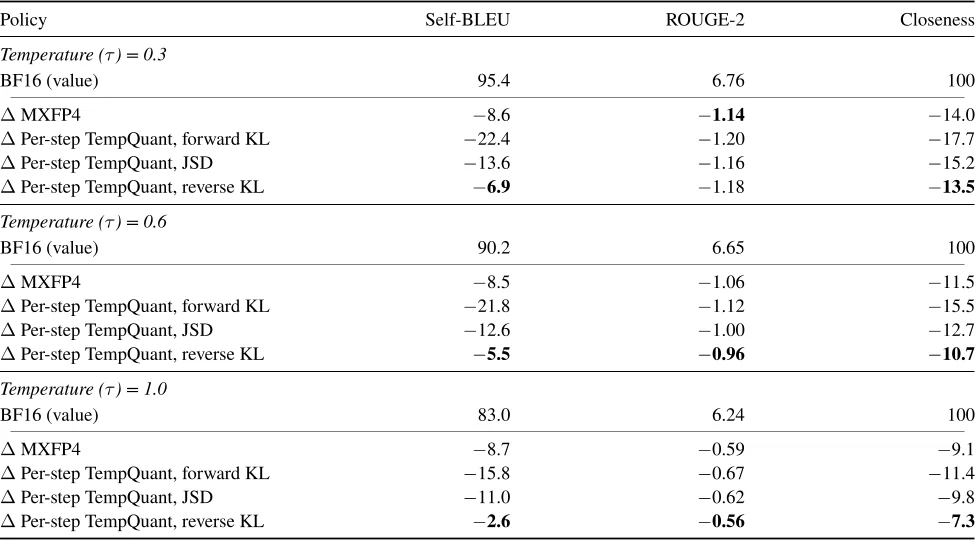 Policy Self-BLEU ROUGE-2 Closeness
Temperature (τ) = 0.3
BF16 (value) 95.4 6.76 100
Δ MXFP4 −8.6 −1.14 −14.0
Δ Per-step TempQuant, forward KL −22.4 −1.20 −17.7
Δ Per-step TempQuant, JSD −13.6 −1.16 −15.2
Δ Per-step TempQuant, reverse KL −6.9 −1.18 −13.5
Temperature (τ) = 0.6
BF16 (value) 90.2 6.65 100
Δ MXFP4 −8.5 −1.06 −11.5
Δ Per-step TempQuant, forward KL −21.8 −1.12 −15.5
Δ Per-step TempQuant, JSD −12.6 −1.00 −12.7
Δ Per-step TempQuant, reverse KL −5.5 −0.96 −10.7
Temperature (τ) = 1.0
BF16 (value) 83.0 6.24 100
Δ MXFP4 −8.7 −0.59 −9.1
Δ Per-step TempQuant, forward KL −15.8 −0.67 −11.4
Δ Per-step TempQuant, JSD −11.0 −0.62 −9.8
Δ Per-step TempQuant, reverse KL −2.6 −0.56 −7.3